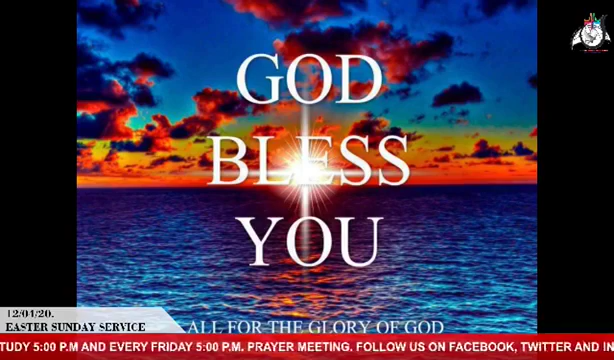 GOD
BLESS
YOU
ALL FOR THE GLORY OF GOD
12/04/20.
EASTER SUNDAY SERVICE
TUDY 5:00 P.M AND EVERY FRIDAY 5:00 P.M. PRAYER MEETING. FOLLOW US ON FACEBOOK, TWITTER AND IN